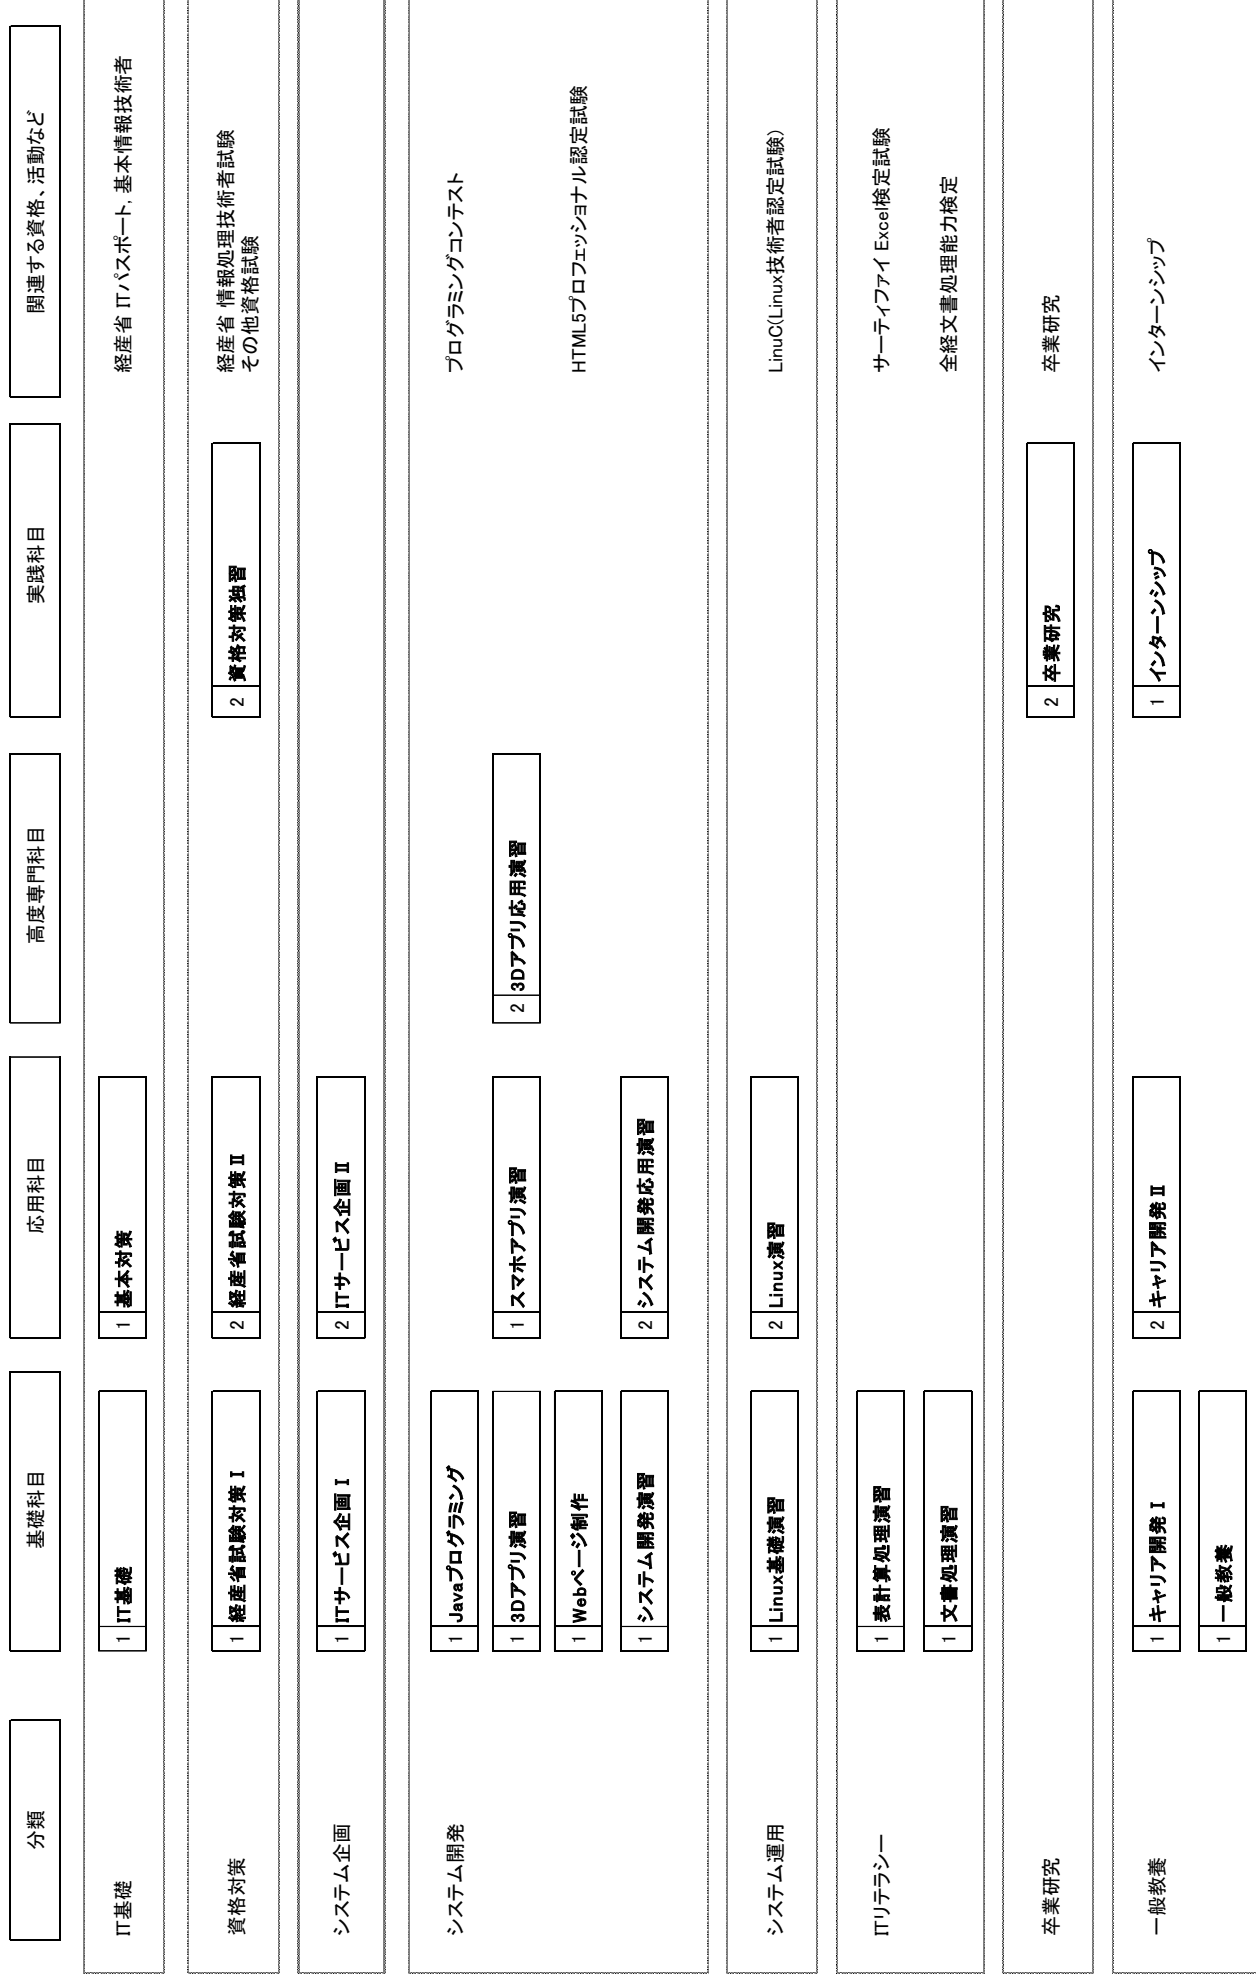 分類
基礎科目
応用科目
高度専門科目
実践科目
関連する資格、活動など
IT基礎
1 IT基礎
1 基本対策
経産省 ITパスポート, 基本情報技術者
資格対策
1 経産省試験対策Ⅰ
2 経産省試験対策Ⅱ
2 資格対策独習
経産省 情報処理技術者試験
その他資格試験
システム企画
1 ITサービス企画Ⅰ
2 ITサービス企画Ⅱ
システム開発
1 Javaプログラミング
プログラミングコンテスト
1 3Dアプリ演習
1 スマホアプリ演習
2 3Dアプリ応用演習
1 Webページ制作
HTML5プロフェッショナル認定試験
1 システム開発演習
2 システム開発応用演習
システム運用
1 Linux基礎演習
2 Linux演習
LinuC(Linux技術者認定試験)
ITリテラシー
1 表計算処理演習
サーティファイ Excel検定試験
1 文書処理演習
全経文書処理能力検定
卒業研究
2 卒業研究
卒業研究
一般教養
1 キャリア開発Ⅰ
2 キャリア開発Ⅱ
1 インターンシップ
インターンシップ
1 一般教養